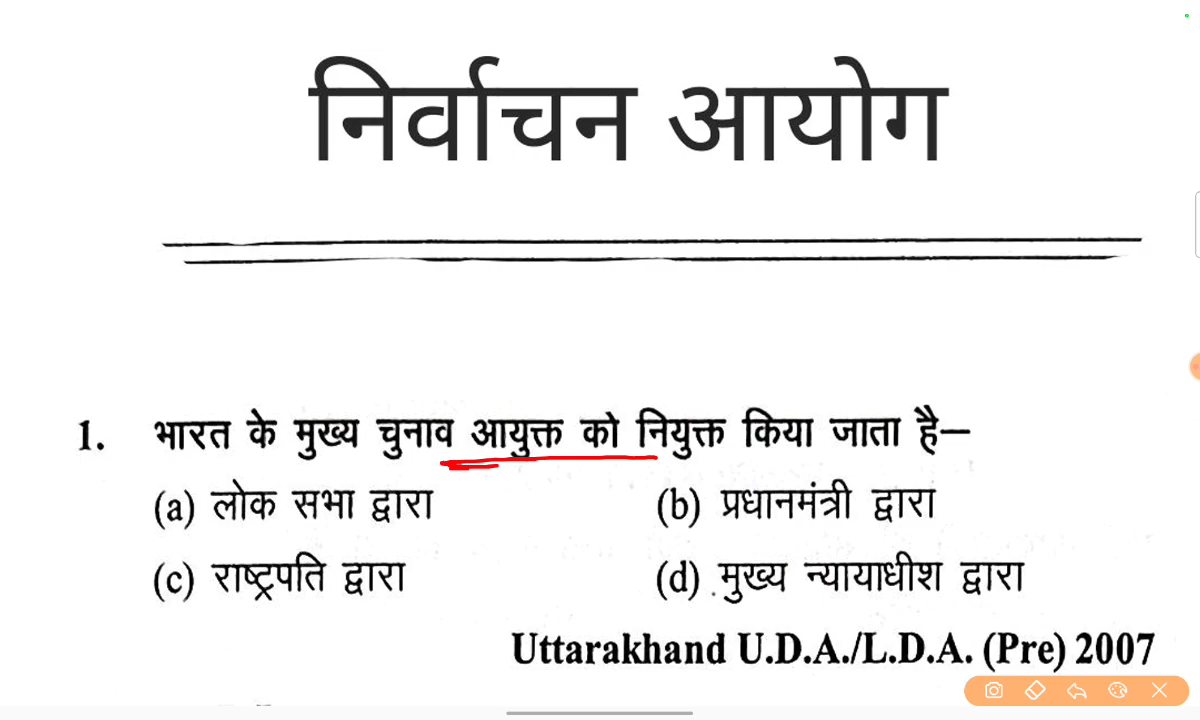 निर्वाचन आयोग
1. भारत के मुख्य चुनाव आयुक्त को नियुक्त किया जाता है–
(a) लोक सभा द्वारा (b) प्रधानमंत्री द्वारा
(c) राष्ट्रपति द्वारा (d) मुख्य न्यायाधीश द्वारा
Uttarakhand U.D.A./L.D.A. (Pre) 2007